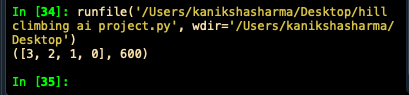 In [34]: runfile('/Users/kanikshasharma/Desktop/hill
climbing ai project.py', wdir='/Users/kanikshasharma/
Desktop')
([3, 2, 1, 0], 600)
In [35]: